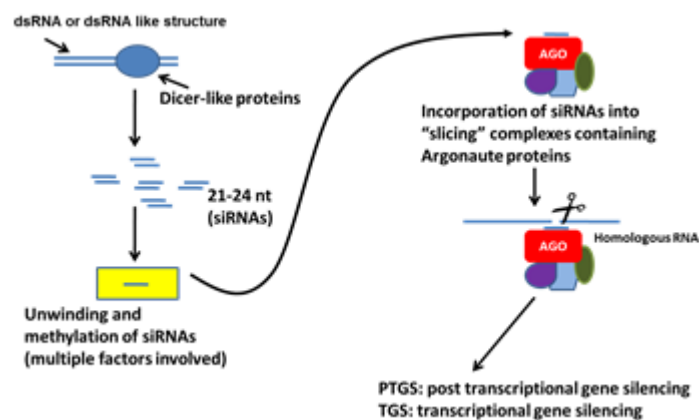 dsRNA or dsRNA like structure
Dicer-like proteins
21-24 nt
(siRNAs)
Unwinding and
methylation of siRNAs
(multiple factors involved)
AGO
Incorporation of siRNAs into
“slicing” complexes containing
Argonaute proteins
Homologous RNA
AGO
PTGS: post transcriptional gene silencing
TGS: transcriptional gene silencing